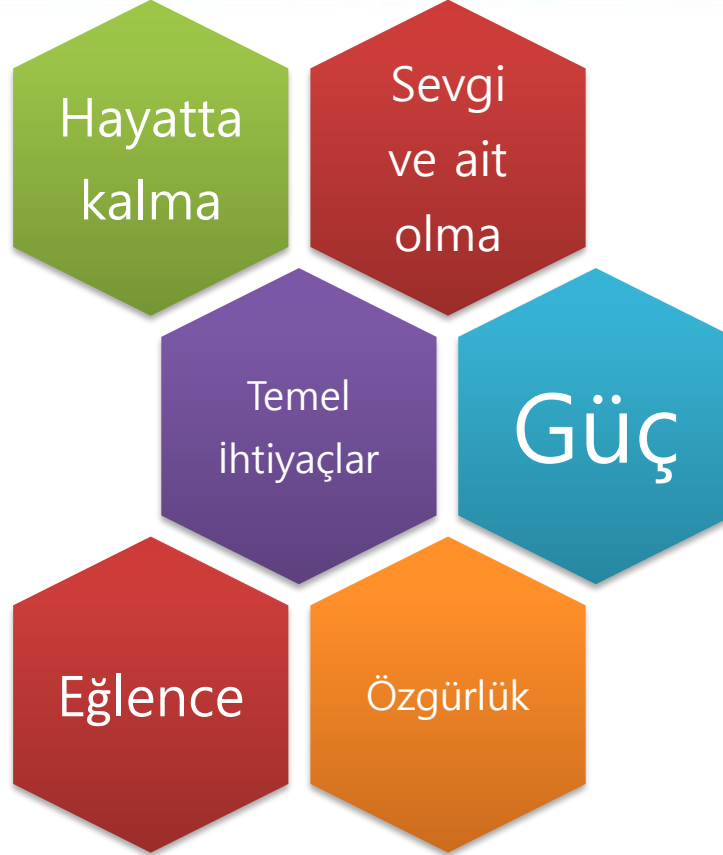 Hayatta
kalma
Sevgi
ve ait
olma
Temel
İhtiyaçlar
Güç
Eğlence
Özgürlük